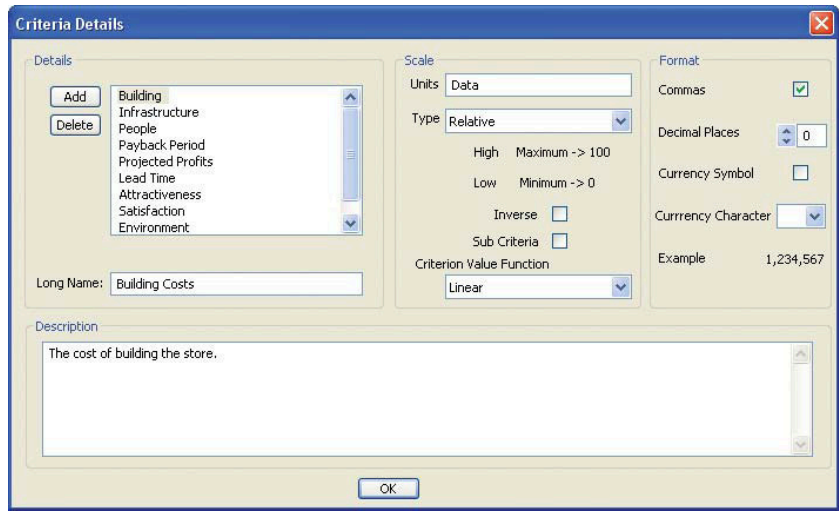 Criteria Details
Details
Add
Delete
Building
Infrastructure
People
Payback Period
Projected Profits
Lead Time
Attractiveness
Satisfaction
Environment
Long Name: Building Costs
Scale
Units Data
Type Relative
High Maximum -> 100
Low Minimum -> 0
Inverse
Sub Criteria
Criterion Value Function
Linear
Format
Commas
Decimal Places 0
Currency Symbol
Currrency Character
Example 1,234,567
Description
The cost of building the store.
OK